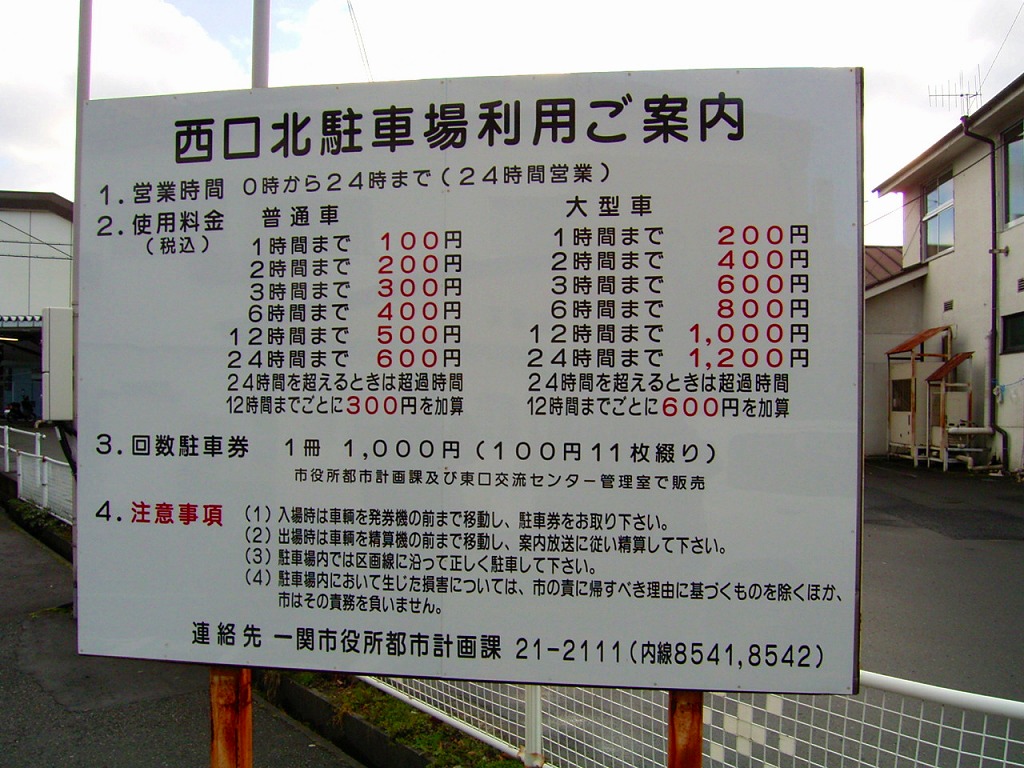 西口北駐車場利用ご案内
1. 営業時間 0時から24時まで(24時間営業)
2. 使用料金 普通車 大型車
(税込)
1時間まで 100円 1時間まで 200円
2時間まで 200円 2時間まで 400円
3時間まで 300円 3時間まで 600円
6時間まで 400円 6時間まで 800円
12時間まで 500円 12時間まで 1,000円
24時間まで 600円 24時間まで 1,200円
24時間を超えるときは超過時間 24時間を超えるときは超過時間
12時間までごとに300円を加算 12時間までごとに600円を加算
3. 回数駐車券 1冊 1,000円(100円11枚綴り)
市役所都市計画課及び東口交流センター管理室で販売
4. 注意事項 (1) 入場時は車輌を発券機の前まで移動し、駐車券をお取り下さい。
(2) 出場時は車輌を精算機の前まで移動し、案内放送に従い精算して下さい。
(3) 駐車場内では区画線に沿って正しく駐車して下さい。
(4) 駐車場内において生じた損害については、市の責に帰すべき理由に基づくものを除くほか、
市はその責務を負いません。
連絡先 一関市役所都市計画課 21-2111(内線8541,8542)